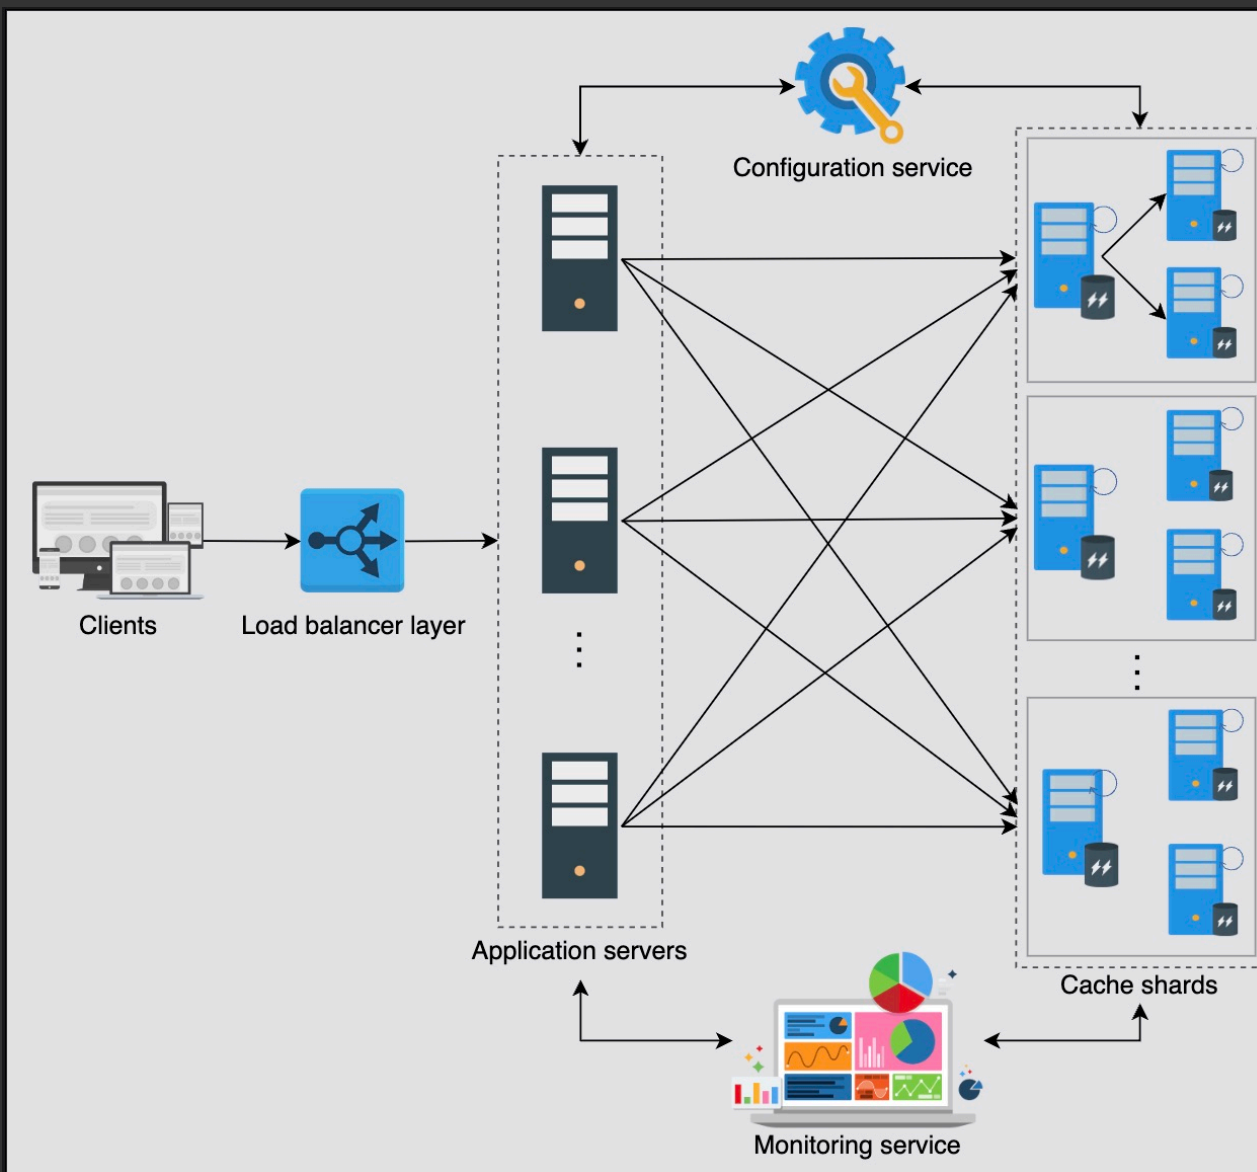 Configuration service
Clients
Load balancer layer
Application servers
Cache shards
Monitoring service